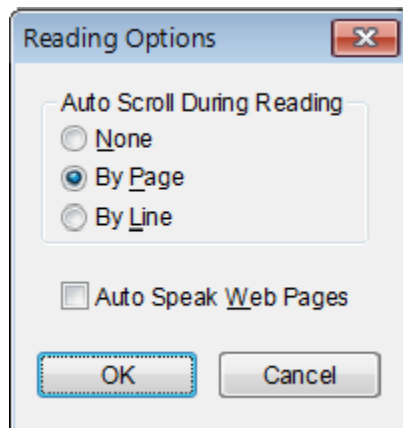 Reading Options
Auto Scroll During Reading
None
By Page
By Line
Auto Speak Web Pages
OK
Cancel